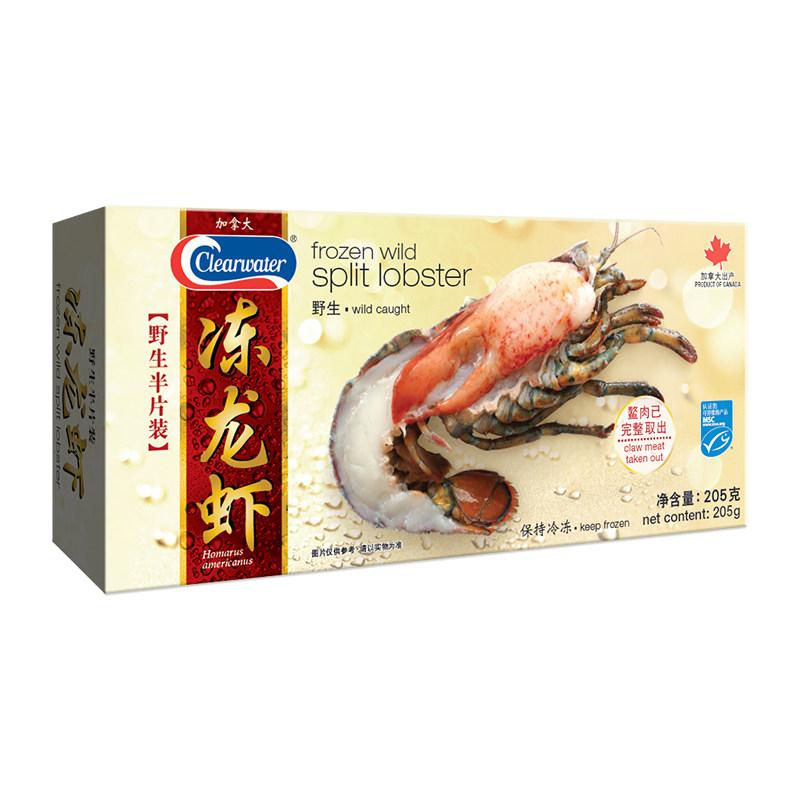 加拿大
Clearwater®
冻龙虾
Homarus
americanus
【野生半片装】
frozen wild
split lobster
野生·wild caught
加拿大出产
PRODUCT OF CANADA
鳌肉已
完整取出
claw meat
taken out
MSC
www.msc.org
净含量：205克
net content: 205g
保持冷冻·keep frozen
图片仅供参考，请以实物为准
冻龙虾
野生半片装
frozen wild split lobster